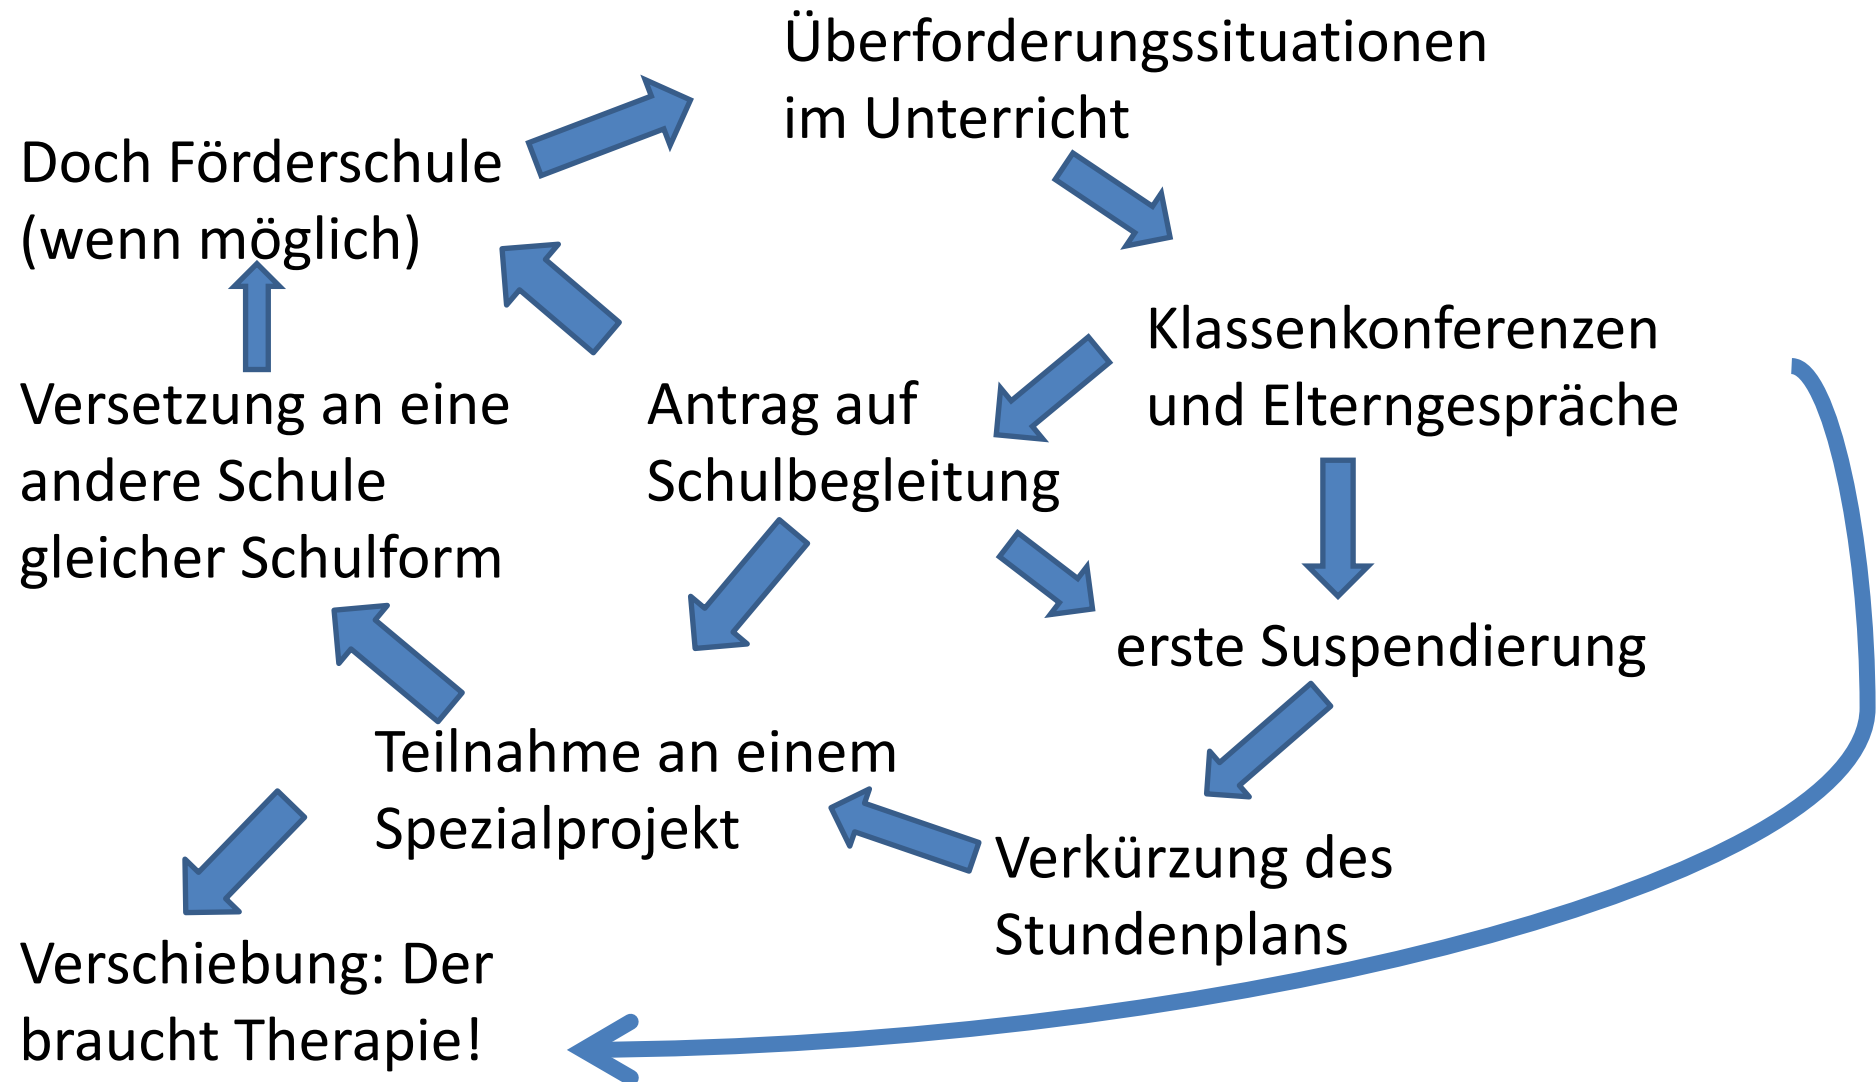 Überforderungssituationen
im Unterricht
Doch Förderschule
(wenn möglich)
Klassenkonferenzen
und Elterngespräche
Versetzung an eine
andere Schule
gleicher Schulform
Antrag auf
Schulbegleitung
erste Suspendierung
Teilnahme an einem
Spezialprojekt
Verkürzung des
Stundenplans
Verschiebung: Der
braucht Therapie!